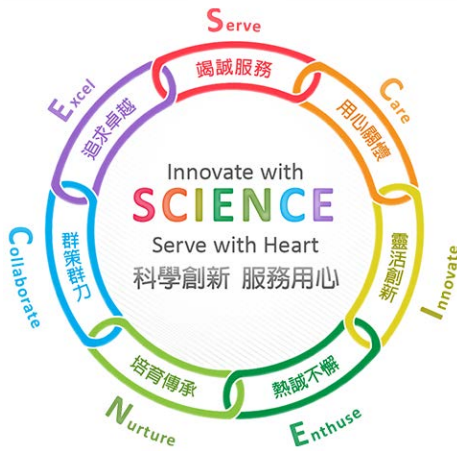 Serve
竭誠服務
Care
用心關懷
Innovate
靈活創新
Enthuse
熱誠不懈
Nurture
培育傳承
Collaborate
群策群力
Excel
追求卓越
Innovate with
SCIENCE
Serve with Heart
科學創新 服務用心